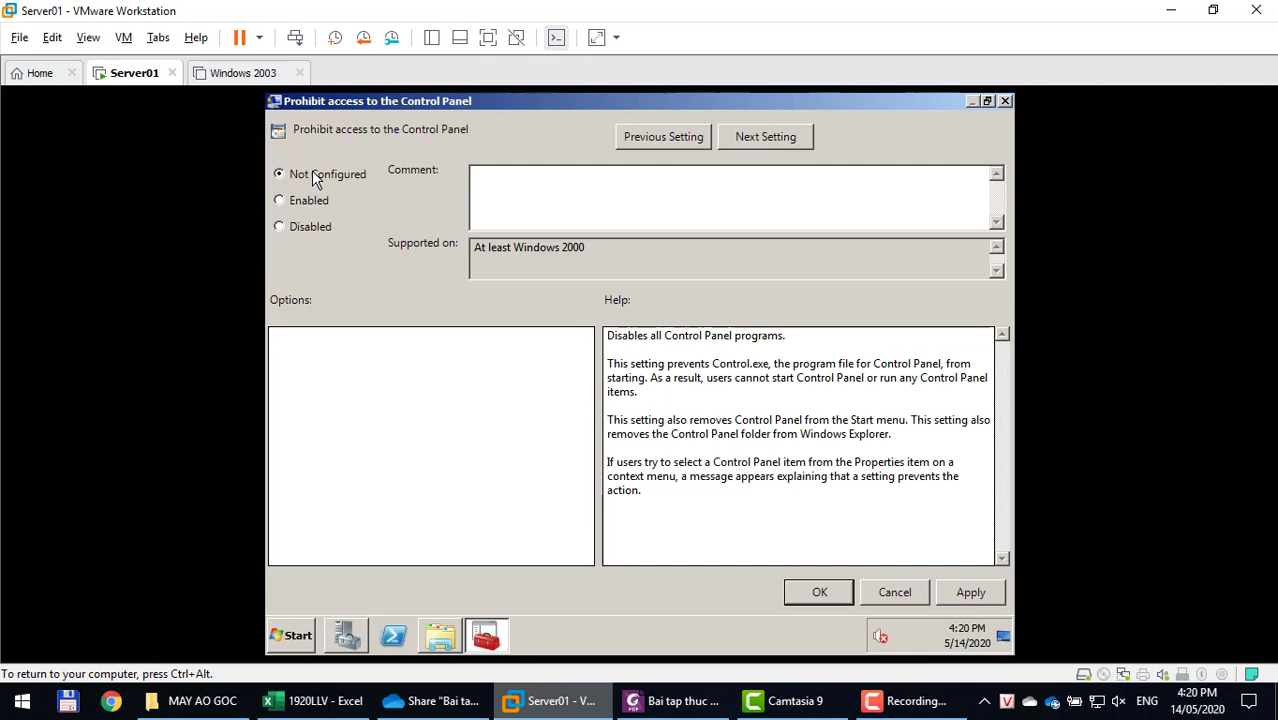 Server01 - VMware Workstation
File Edit View VM Tabs Help
Home Server01 Windows 2003
Prohibit access to the Control Panel
Prohibit access to the Control Panel
Previous Setting Next Setting
Not Configured
Comment:
Enabled
Disabled
Supported on:
At least Windows 2000
Options:
Help:
Disables all Control Panel programs.
This setting prevents Control.exe, the program file for Control Panel, from
starting. As a result, users cannot start Control Panel or run any Control Panel
items.
This setting also removes Control Panel from the Start menu. This setting also
removes the Control Panel folder from Windows Explorer.
If users try to select a Control Panel item from the Properties item on a
context menu, a message appears explaining that a setting prevents the
action.
OK Cancel Apply
Start
4:20 PM
5/14/2020
To return to your computer, press Ctrl+Alt.
MAY AO GOC
1920LLV - Excel
Share "Bai ta...
Server01 - V...
Bai tap thuc ...
Camtasia 9
Recording...
ENG
4:20 PM
14/05/2020